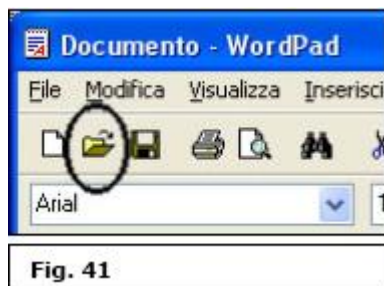 Documento - WordPad
File Modifica Visualizza Inserisci
Arial
Fig. 41